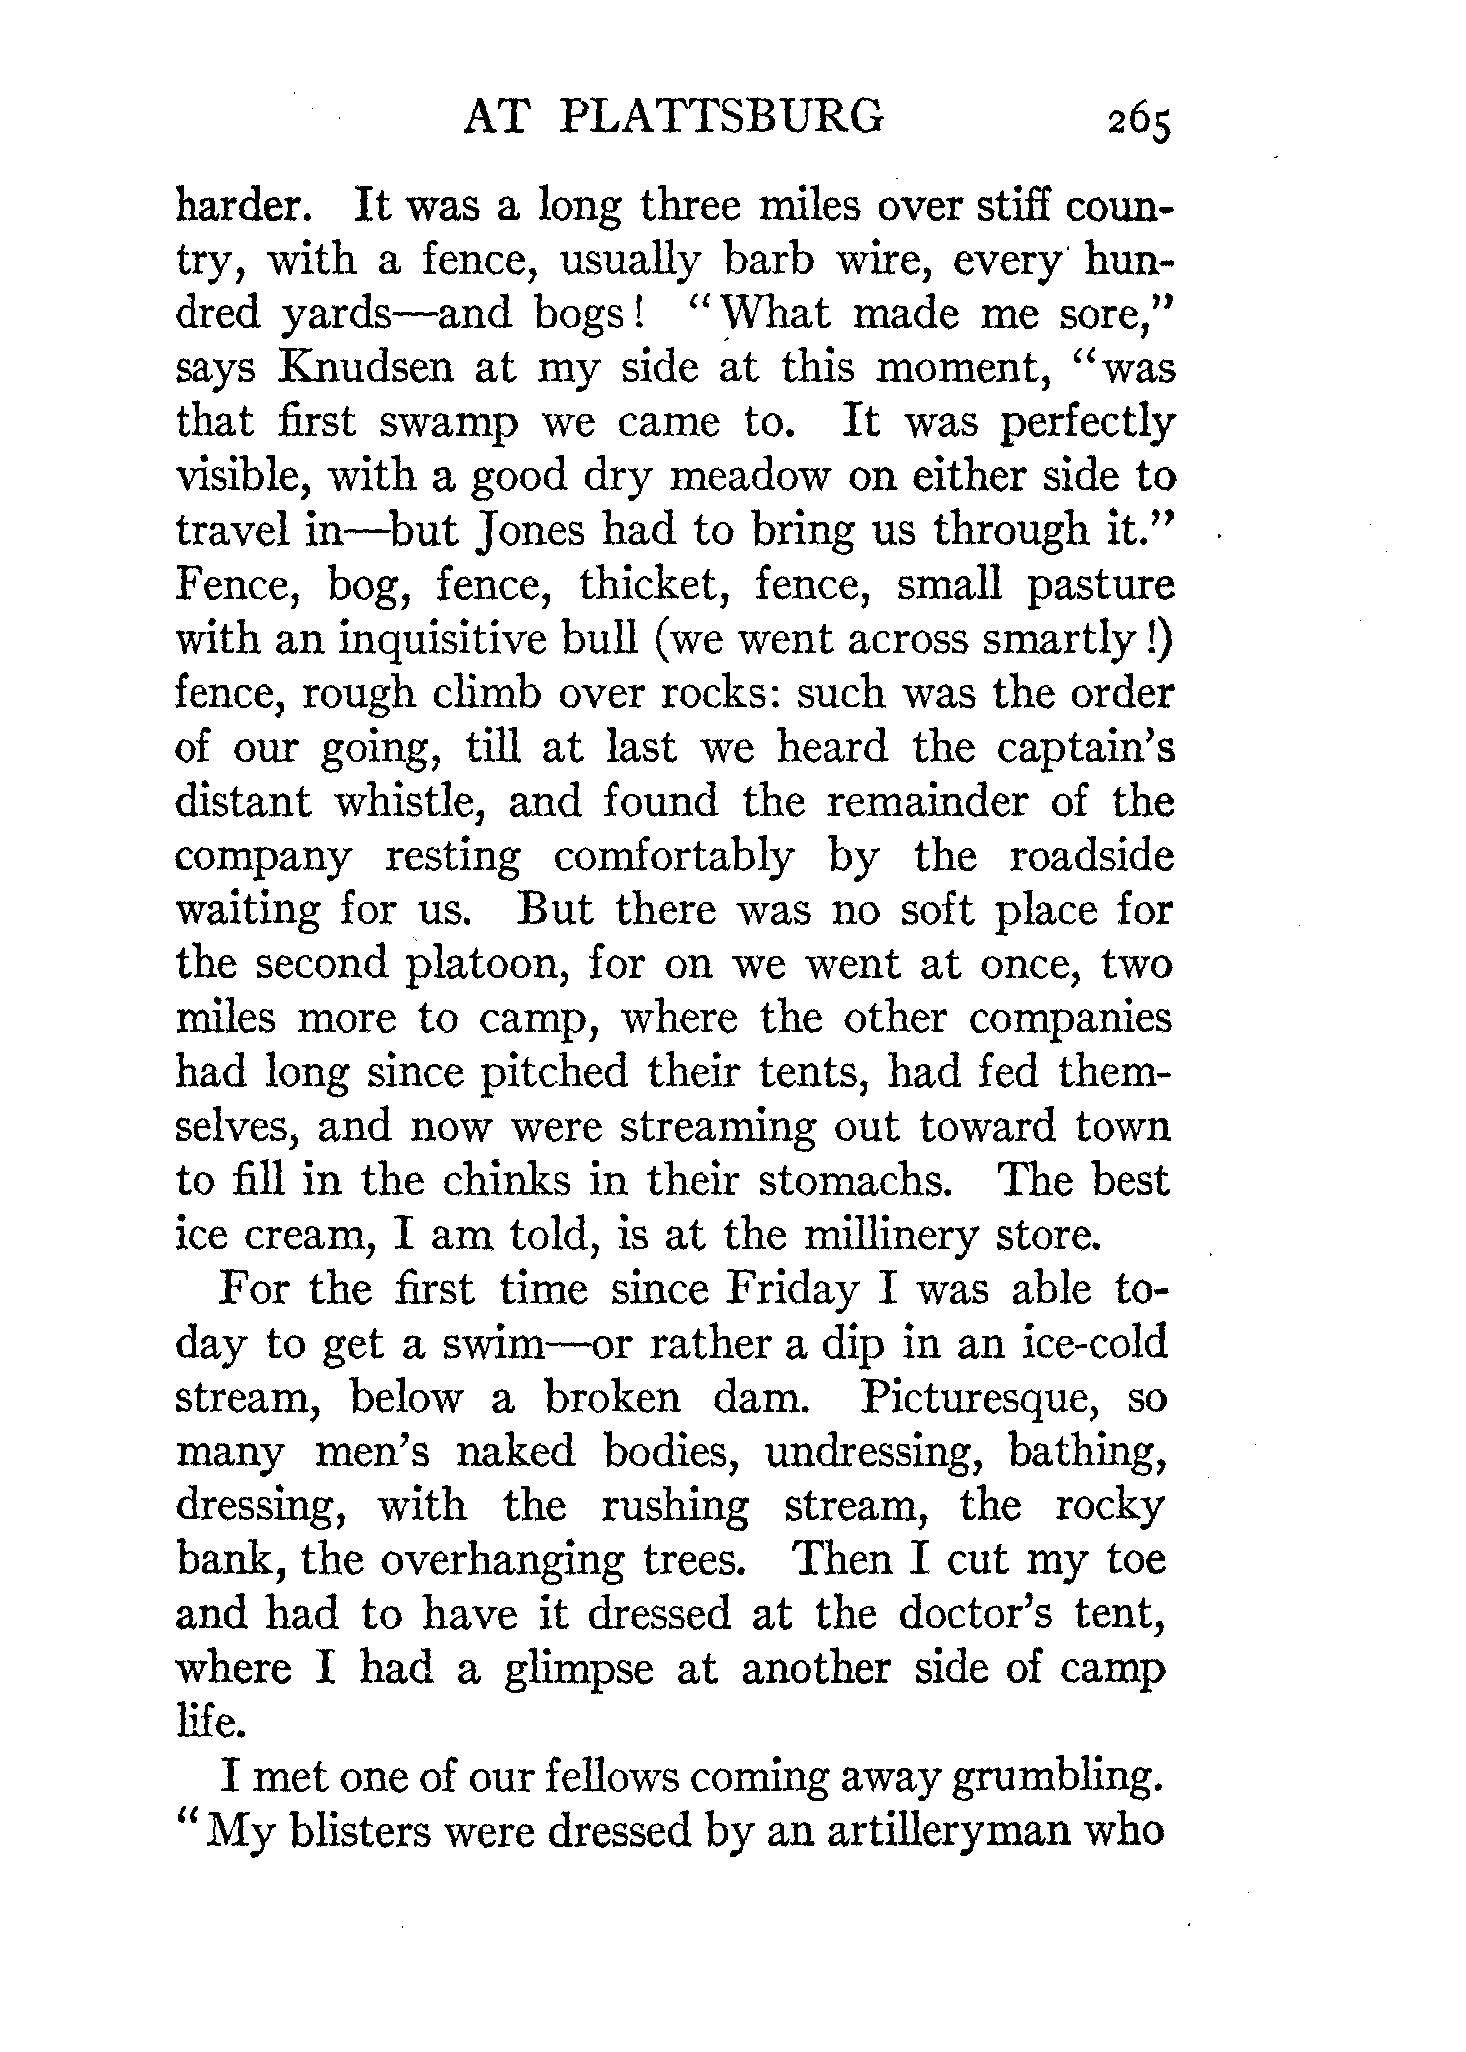 AT PLATTSBURG 265
harder. It was a long three miles over stiff coun-
try, with a fence, usually barb wire, every hun-
dred yards—and bogs! "What made me sore,"
says Knudsen at my side at this moment, "was
that first swamp we came to. It was perfectly
visible, with a good dry meadow on either side to
travel in—but Jones had to bring us through it."
Fence, bog, fence, thicket, fence, small pasture
with an inquisitive bull (we went across smartly!)
fence, rough climb over rocks: such was the order
of our going, till at last we heard the captain's
distant whistle, and found the remainder of the
company resting comfortably by the roadside
waiting for us. But there was no soft place for
the second platoon, for on we went at once, two
miles more to camp, where the other companies
had long since pitched their tents, had fed them-
selves, and now were streaming out toward town
to fill in the chinks in their stomachs. The best
ice cream, I am told, is at the millinery store.
For the first time since Friday I was able to-
day to get a swim—or rather a dip in an ice-cold
stream, below a broken dam. Picturesque, so
many men's naked bodies, undressing, bathing,
dressing, with the rushing stream, the rocky
bank, the overhanging trees. Then I cut my toe
and had to have it dressed at the doctor's tent,
where I had a glimpse at another side of camp
life.
I met one of our fellows coming away grumbling.
"My blisters were dressed by an artilleryman who